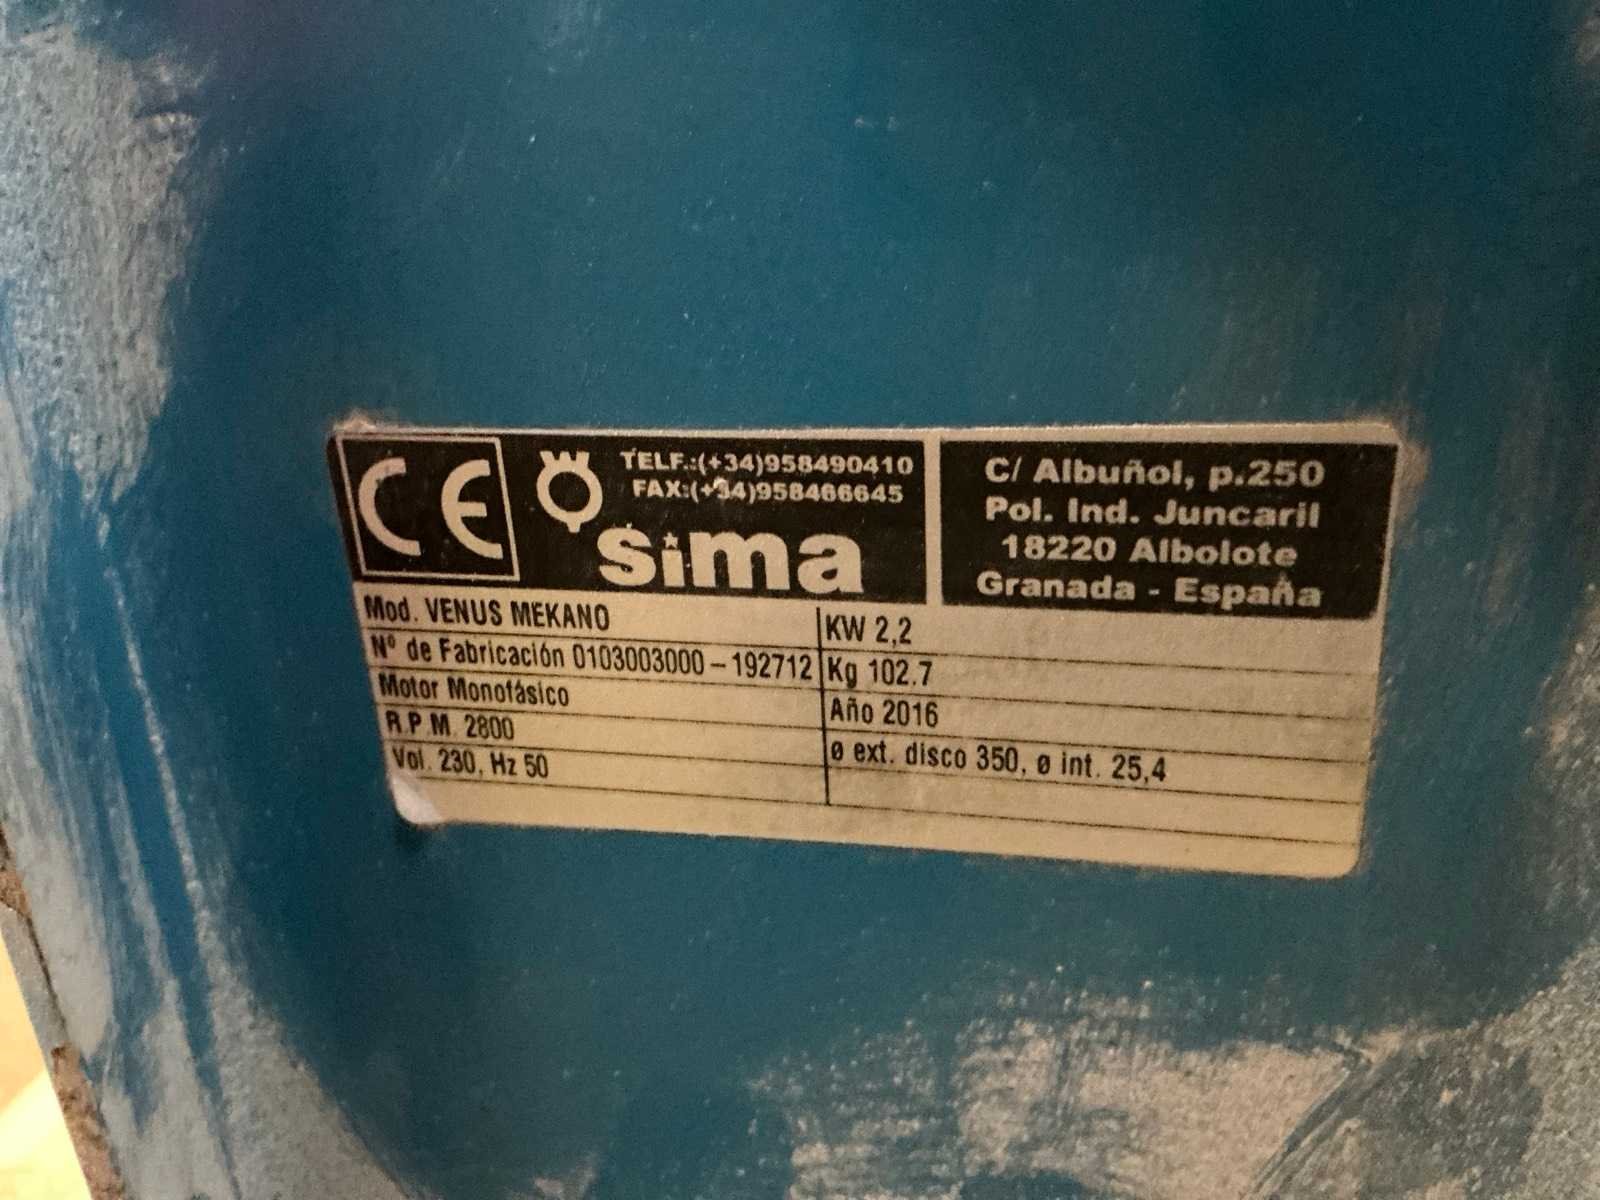 CE
TELF.:(+34)958490410
FAX:(+34)958466645
sima
C/ Albuñol, p.250
Pol. Ind. Juncaril
18220 Albolote
Granada - España
Mod. VENUS MEKANO
Nº de Fabricación 0103003000-192712
Motor Monofásico
R.P.M. 2800
Vol. 230, Hz 50
KW 2,2
Kg 102.7
Año 2016
ø ext. disco 350, ø int. 25,4